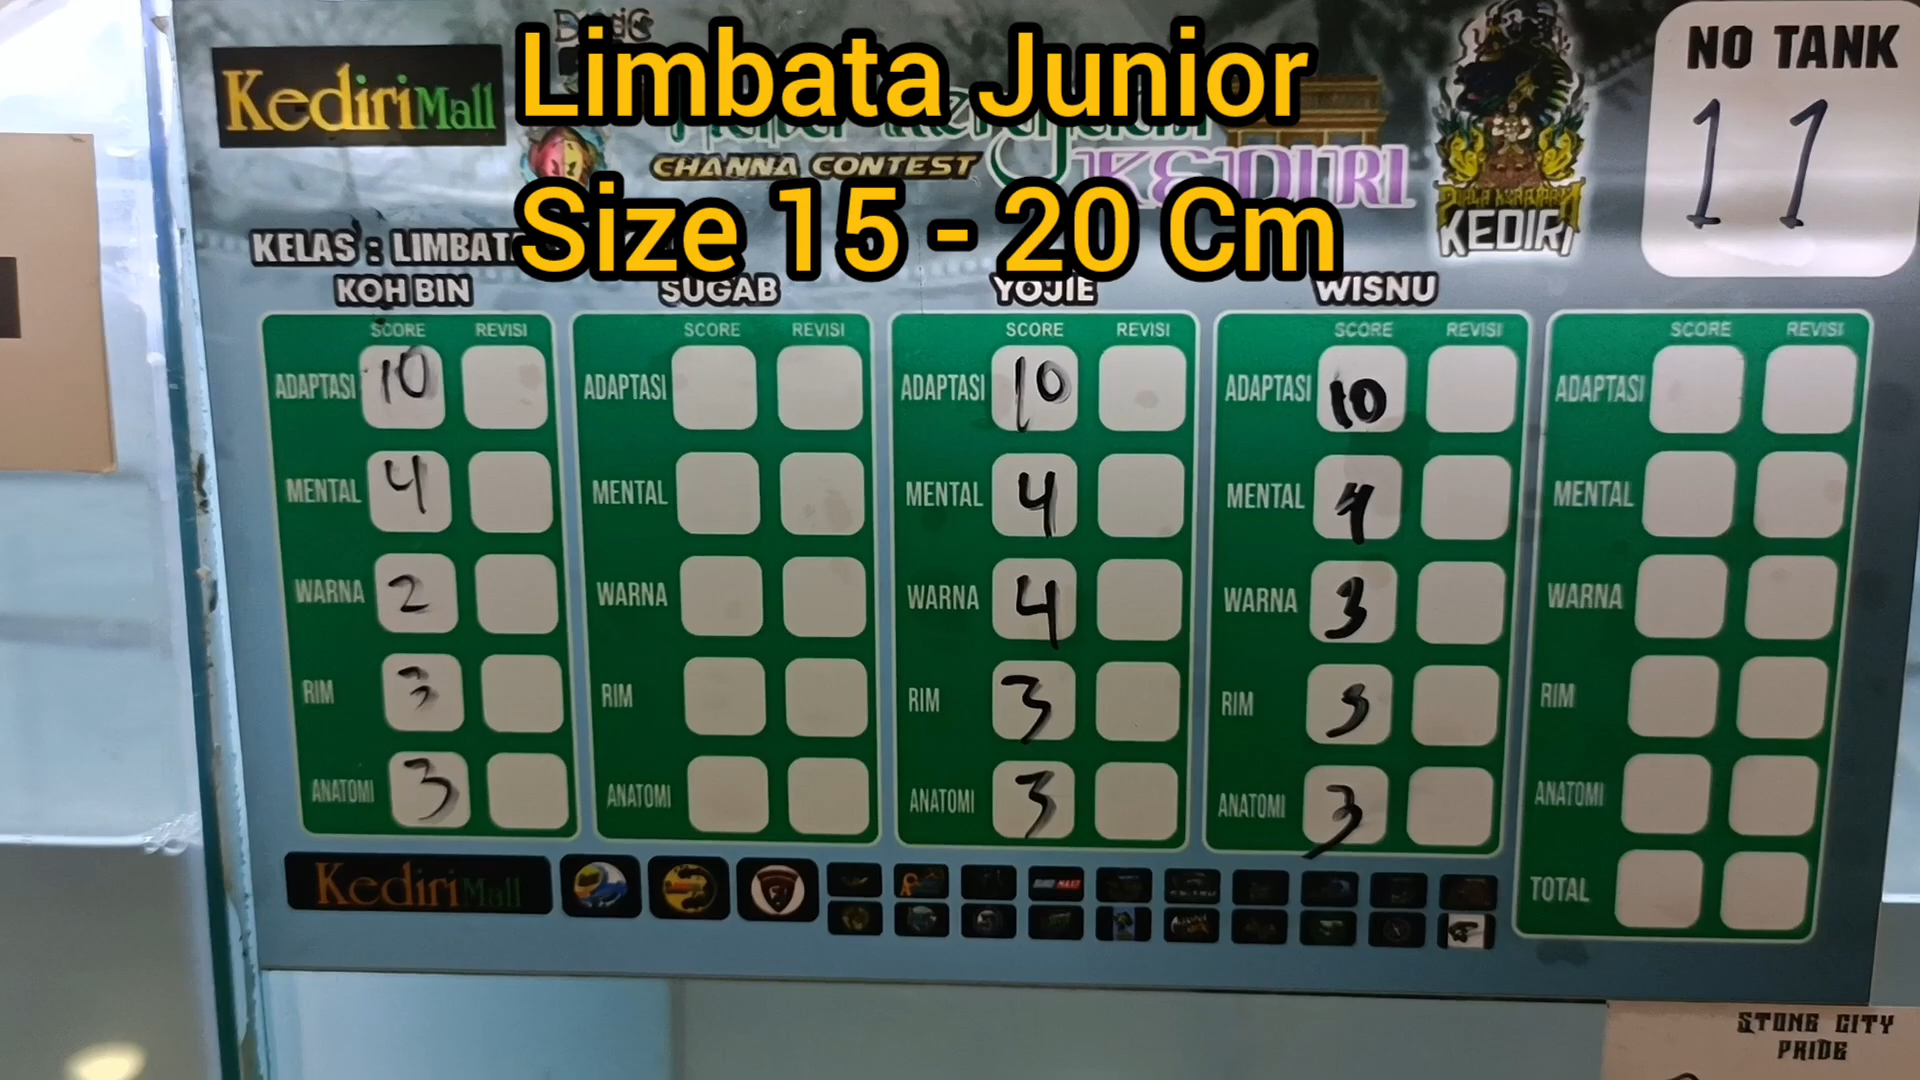 Limbata Junior
Size 15 - 20 Cm
KediriMall
CHANNA CONTEST
KEDIRI
KEDIRI
NO TANK
11
KELAS : LIMBAT
KOH BIN
SCORE REVISI
ADAPTASI 10
MENTAL 4
WARNA 2
RIM 3
ANATOMI 3
SUGAB
SCORE REVISI
ADAPTASI
MENTAL
WARNA
RIM
ANATOMI
YOJIE
SCORE REVISI
ADAPTASI 10
MENTAL 4
WARNA 4
RIM 3
ANATOMI 3
WISNU
SCORE REVISI
ADAPTASI 10
MENTAL 4
WARNA 3
RIM 3
ANATOMI 3
SCORE REVISI
ADAPTASI
MENTAL
WARNA
RIM
ANATOMI
TOTAL
KediriMall
STONE CITY
PRIDE